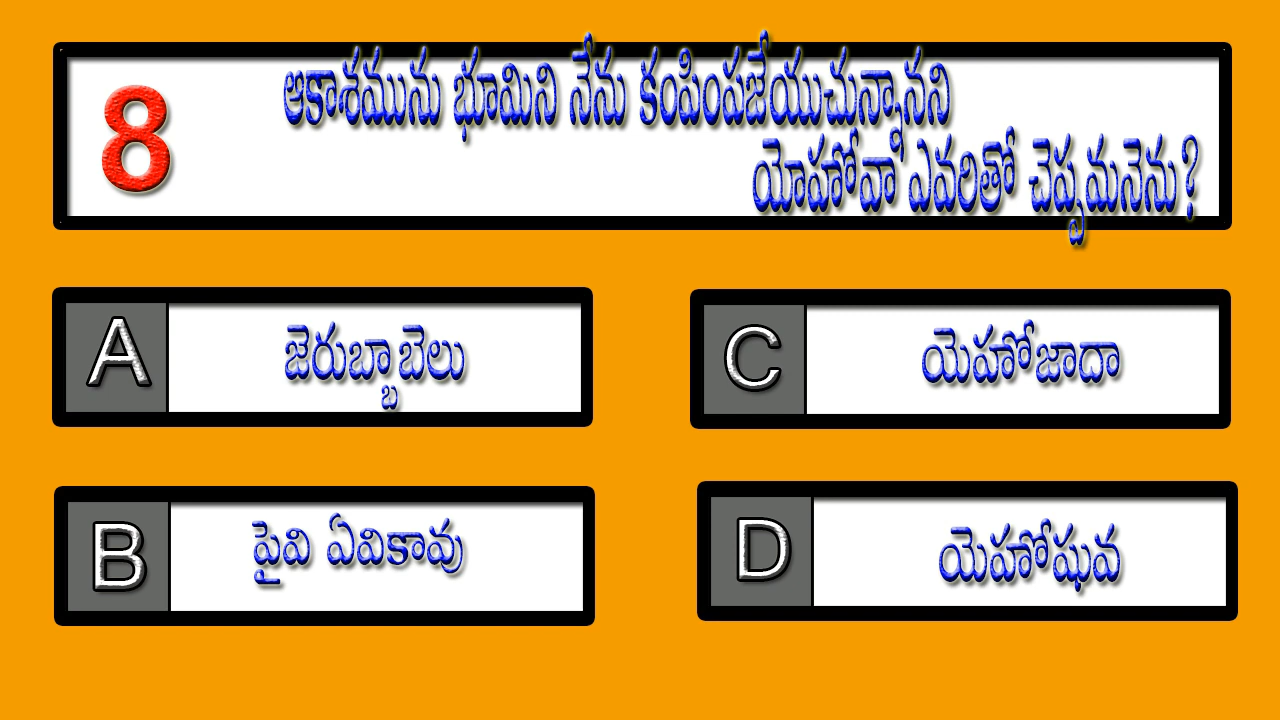 8
ఆకాశమును భూమిని నేను కంపింపజేయుచున్నానని
యోహోవా ఎవరితో చెప్పమనెను?
A
జెరుబ్బాబెలు
C
యెహోజాదా
B
పైవి ఏవికావు
D
యెహోషువ